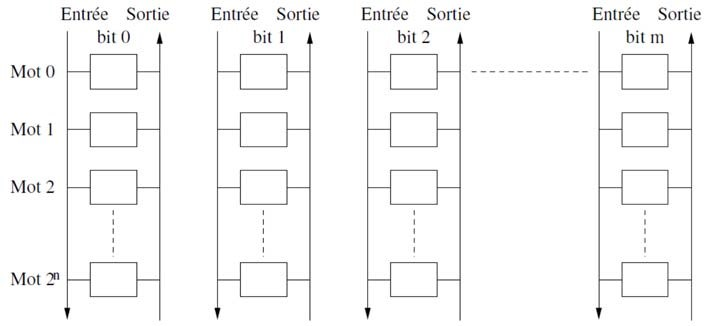 Entrée Sortie Entrée Sortie Entrée Sortie Entrée Sortie
bit 0 bit 1 bit 2 bit m
Mot 0
Mot 1
Mot 2
Mot 2ⁿ